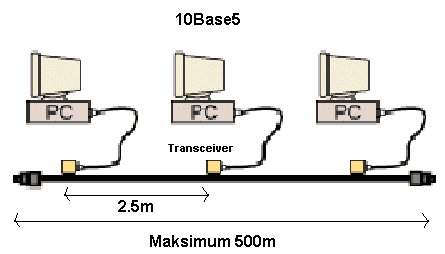 10Base5
PC PC PC
Transceiver
2.5m
Maksimum 500m